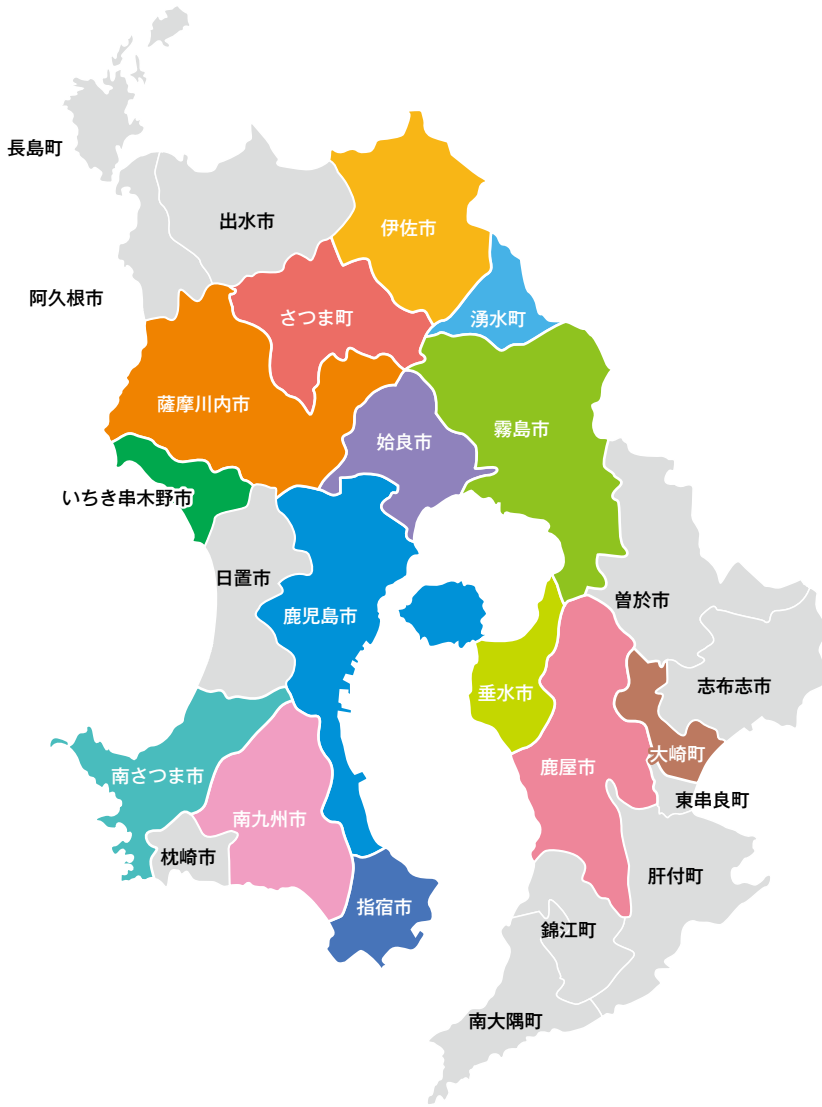 長島町
出水市
伊佐市
阿久根市
さつま町
湧水町
薩摩川内市
霧島市
姶良市
いちき串木野市
日置市
曽於市
鹿児島市
志布志市
垂水市
大崎町
鹿屋市
南さつま市
東串良町
南九州市
枕崎市
肝付町
指宿市
錦江町
南大隅町